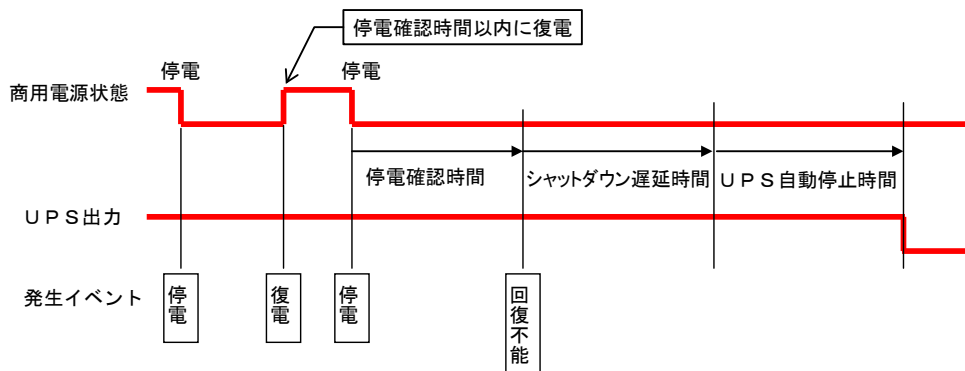 停電確認時間以内に復電
停電
停電
商用電源状態
停電確認時間
シャットダウン遅延時間
ＵＰＳ自動停止時間
ＵＰＳ出力
発生イベント
停電
復電
停電
回復不能